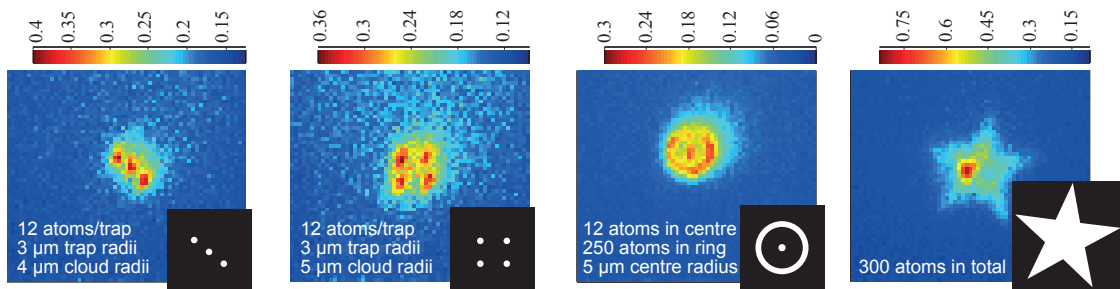 0.4 0.35 0.3 0.25 0.2 0.15
0.36 0.3 0.24 0.18 0.12
0.3 0.24 0.18 0.12 0.06 0
0.75 0.6 0.45 0.3 0.15
12 atoms/trap
3 µm trap radii
4 µm cloud radii
12 atoms/trap
3 µm trap radii
5 µm cloud radii
12 atoms in centre
250 atoms in ring
5 µm centre radius
300 atoms in total